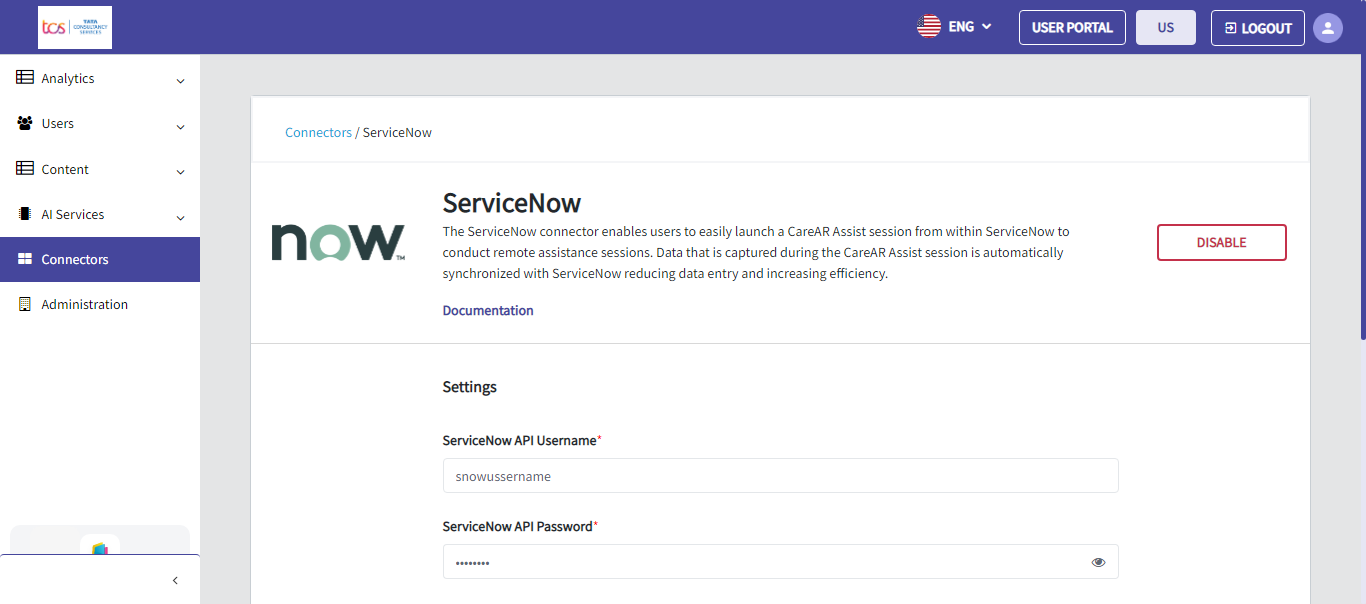 tcs TATA CONSULTANCY SERVICES
ENG
USER PORTAL
US
LOGOUT
Analytics
Users
Content
AI Services
Connectors
Administration
Connectors / ServiceNow
now™
ServiceNow
The ServiceNow connector enables users to easily launch a CareAR Assist session from within ServiceNow to
conduct remote assistance sessions. Data that is captured during the CareAR Assist session is automatically
synchronized with ServiceNow reducing data entry and increasing efficiency.
Documentation
DISABLE
Settings
ServiceNow API Username*
snowussername
ServiceNow API Password*
••••••••